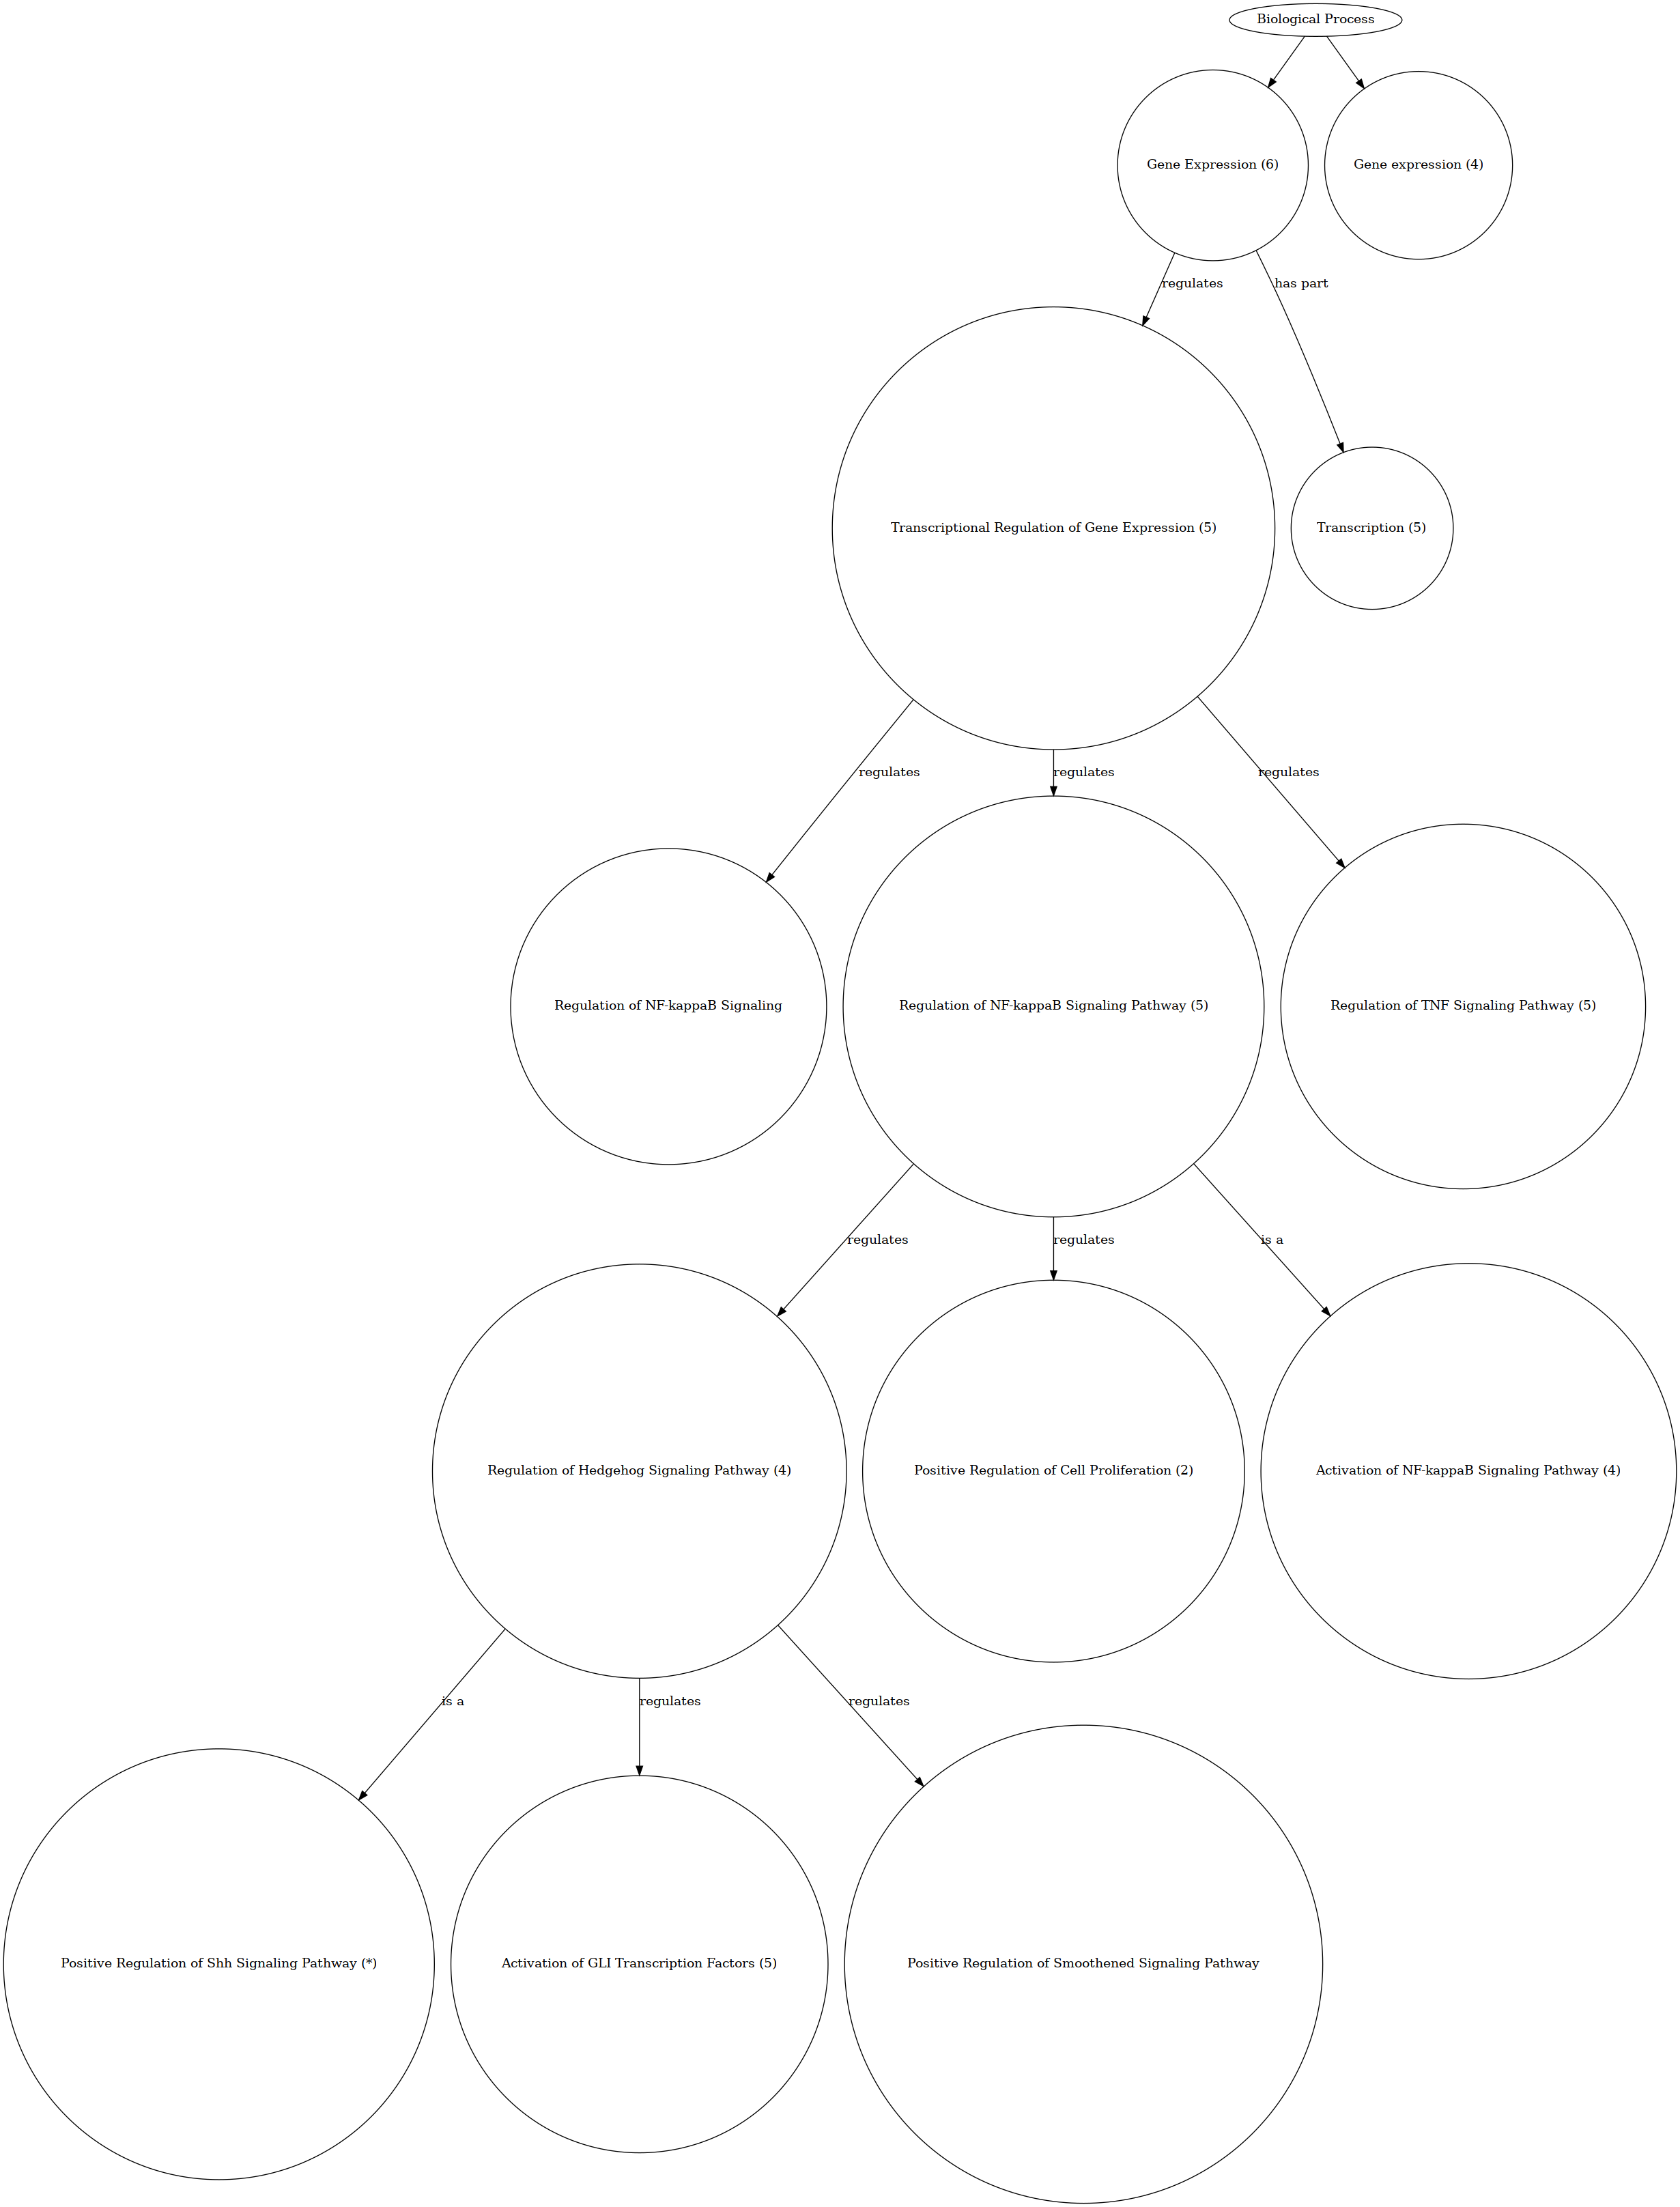 Biological Process
Gene Expression (6)
Gene expression (4)
regulates
has part
Transcriptional Regulation of Gene Expression (5)
Transcription (5)
regulates
regulates
regulates
Regulation of NF-kappaB Signaling
Regulation of NF-kappaB Signaling Pathway (5)
Regulation of TNF Signaling Pathway (5)
regulates
regulates
is a
Regulation of Hedgehog Signaling Pathway (4)
Positive Regulation of Cell Proliferation (2)
Activation of NF-kappaB Signaling Pathway (4)
is a
regulates
regulates
Positive Regulation of Shh Signaling Pathway (*)
Activation of GLI Transcription Factors (5)
Positive Regulation of Smoothened Signaling Pathway